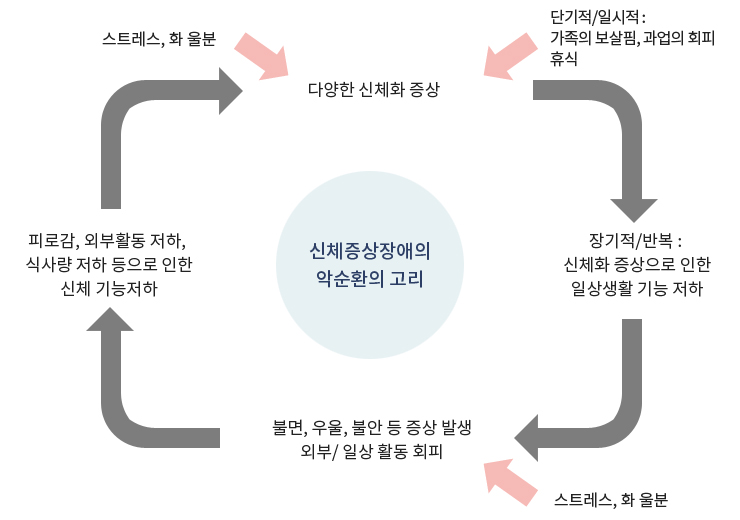 스트레스, 화 울분
단기적/일시적 :
가족의 보살핌, 과업의 회피
휴식
다양한 신체화 증상
피로감, 외부활동 저하,
식사량 저하 등으로 인한
신체 기능저하
신체증상장애의
악순환의 고리
장기적/반복 :
신체화 증상으로 인한
일상생활 기능 저하
불면, 우울, 불안 등 증상 발생
외부/ 일상 활동 회피
스트레스, 화 울분